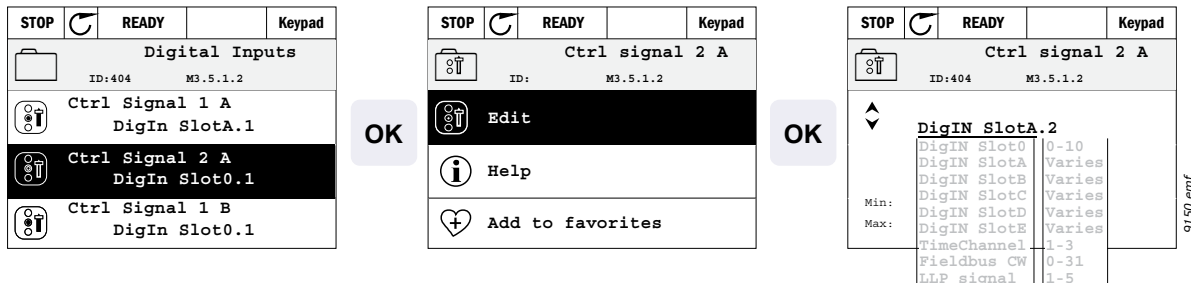 STOP READY Keypad
Digital Inputs
ID:404 M3.5.1.2
Ctrl Signal 1 A
DigIn SlotA.1
Ctrl Signal 2 A
DigIn Slot0.1
Ctrl Signal 1 B
DigIn Slot0.1
OK
STOP READY Keypad
Ctrl signal 2 A
ID: M3.5.1.2
Edit
Help
Add to favorites
OK
STOP READY Keypad
Ctrl signal 2 A
ID:404 M3.5.1.2
DigIN SlotA.2
DigIN Slot0 0-10
DigIN SlotA Varies
DigIN SlotB Varies
DigIN SlotC Varies
DigIN SlotD Varies
DigIN SlotE Varies
TimeChannel 1-3
Fieldbus CW 0-31
LLP signal 1-5
Min:
Max:
9150.emf